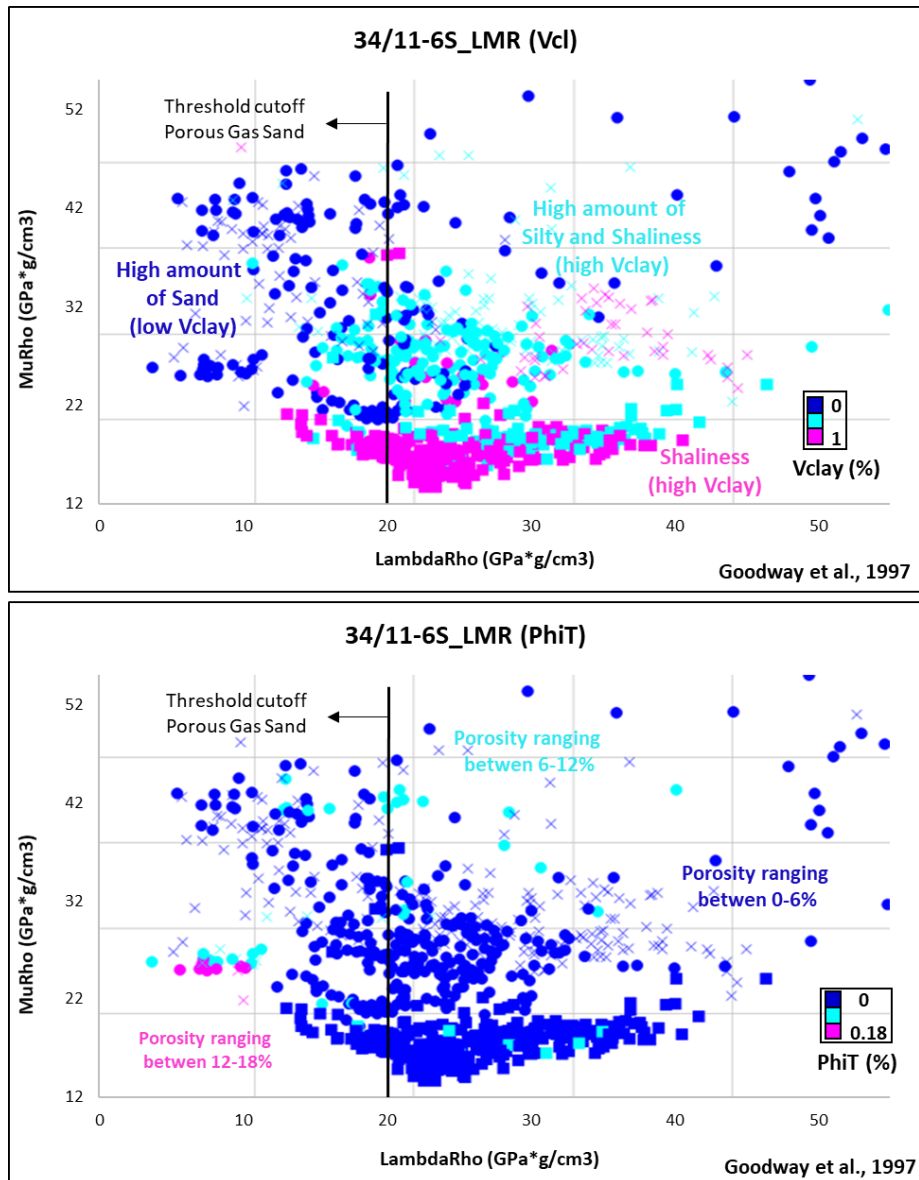 34/11-6S_LMR (Vcl)
Threshold cutoff
Porous Gas Sand
High amount of
Silty and Shaliness
(high Vclay)
High amount
of Sand
(low Vclay)
Shaliness
(high Vclay)
0
1
Vclay (%)
MuRho (GPa*g/cm3)
52
42
32
22
12
0 10 20 30 40 50
LambdaRho (GPa*g/cm3)
Goodway et al., 1997
34/11-6S_LMR (PhiT)
Threshold cutoff
Porous Gas Sand
Porosity ranging
betwen 6-12%
Porosity ranging
betwen 0-6%
Porosity ranging
betwen 12-18%
0
0.18
PhiT (%)
MuRho (GPa*g/cm3)
52
42
32
22
12
0 10 20 30 40 50
LambdaRho (GPa*g/cm3)
Goodway et al., 1997